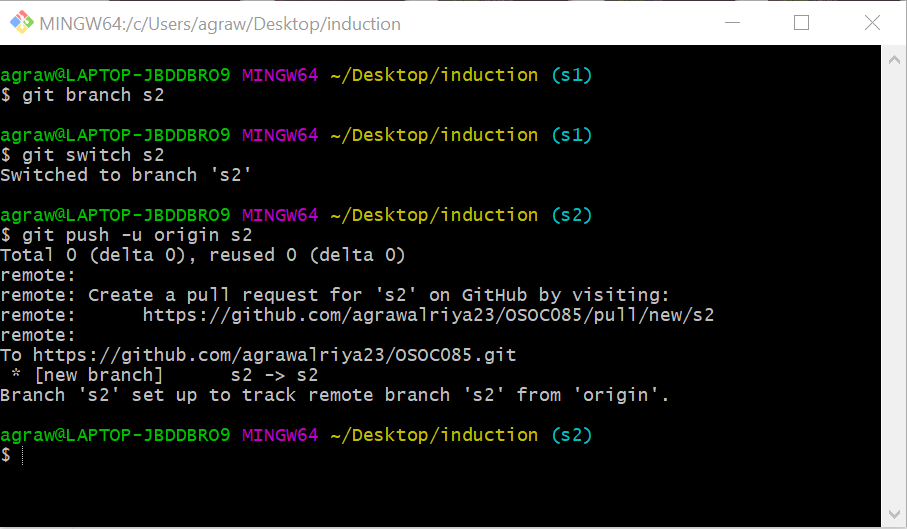 MINGW64:/c/Users/agraw/Desktop/induction
agraw@LAPTOP-JBDDBRO9 MINGW64 ~/Desktop/induction (s1)
$ git branch s2
agraw@LAPTOP-JBDDBRO9 MINGW64 ~/Desktop/induction (s1)
$ git switch s2
Switched to branch 's2'
agraw@LAPTOP-JBDDBRO9 MINGW64 ~/Desktop/induction (s2)
$ git push -u origin s2
Total 0 (delta 0), reused 0 (delta 0)
remote:
remote: Create a pull request for 's2' on GitHub by visiting:
remote:      https://github.com/agrawalriya23/OSOC085/pull/new/s2
remote:
To https://github.com/agrawalriya23/OSOC085.git
 * [new branch]      s2 -> s2
Branch 's2' set up to track remote branch 's2' from 'origin'.
agraw@LAPTOP-JBDDBRO9 MINGW64 ~/Desktop/induction (s2)
$